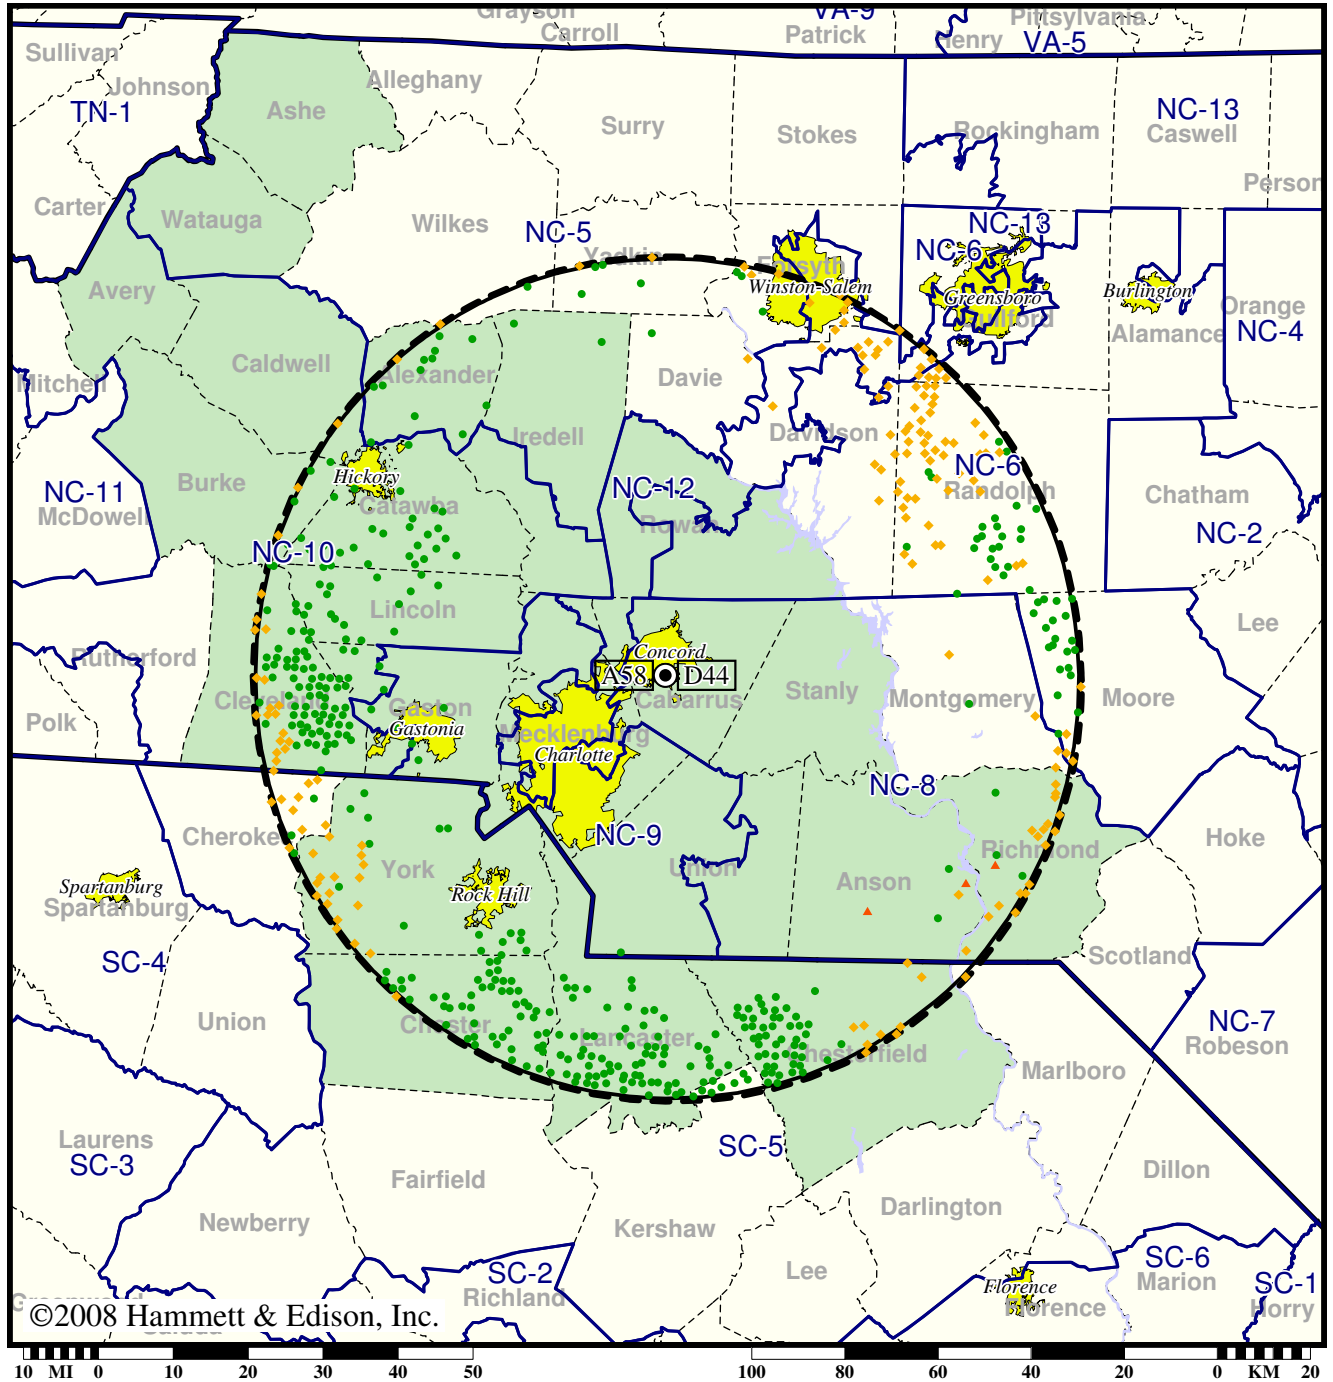 Grayson
VA-9
Pittsylvania
Sullivan
Carroll
Patrick
Henry
VA-5
Johnson
Alleghany
TN-1
Ashe
Surry
Stokes
Rockingham
NC-13
Caswell
Person
Carter
Watauga
Wilkes
NC-5
NC-13
Yadkin
NC-6
Forsyth
Winston-Salem
Greensboro
Guilford
Burlington
Avery
Orange
NC-4
Alamance
Mitchell
Caldwell
Alexander
Davie
Iredell
Davidson
Hickory
Burke
NC-11
McDowell
Catawba
NC-12
Rowan
NC-6
Randolph
Chatham
NC-2
NC-10
Lincoln
Lee
Rutherford
Concord
A58
D44
Polk
Cleveland
Gaston
Gastonia
Mecklenburg
Charlotte
Cabarrus
Stanly
Montgomery
Moore
NC-8
Cherokee
NC-9
Hoke
York
Union
Anson
Richmond
Spartanburg
Spartanburg
Rock Hill
SC-4
Scotland
Union
Chester
Lancaster
Chesterfield
NC-7
Robeson
Marlboro
Laurens
SC-3
SC-5
Fairfield
Dillon
Newberry
Kershaw
Darlington
Lee
SC-2
Richland
SC-6
Marion
SC-1
Horry
Florence
Florence
©2008 Hammett & Edison, Inc.
10 MI 0 10 20 30 40 50 100 80 60 40 20 0 KM 20